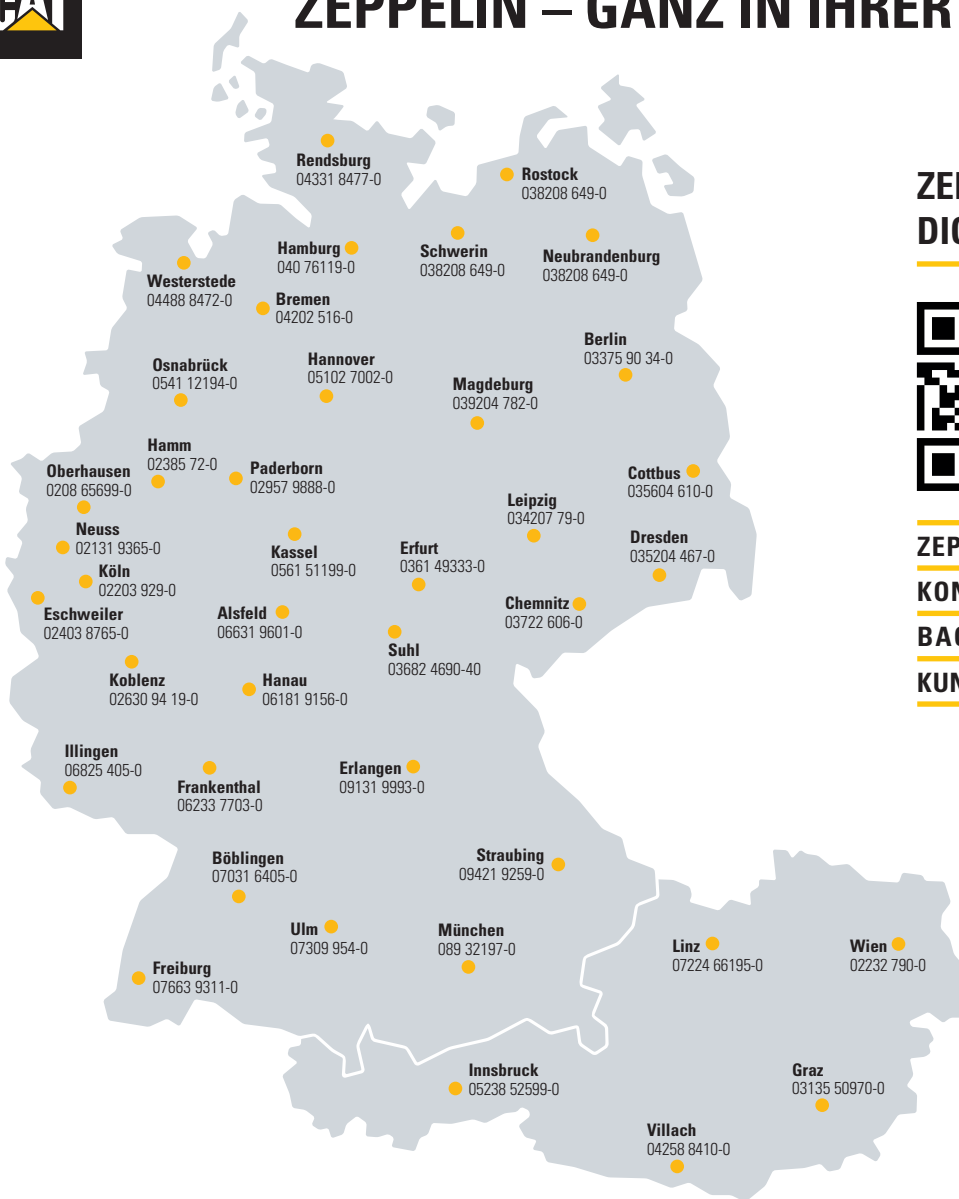 ZEPPELIN – GANZ IN IHRER
Rendsburg
04331 8477-0
Rostock
038208 649-0
Hamburg
040 76119-0
Schwerin
038208 649-0
Neubrandenburg
038208 649-0
Westerstede
04488 8472-0
Bremen
04202 516-0
Berlin
03375 90 34-0
Osnabrück
0541 12194-0
Hannover
05102 7002-0
Magdeburg
039204 782-0
Hamm
02385 72-0
Oberhausen
0208 65699-0
Paderborn
02957 9888-0
Cottbus
035604 610-0
Leipzig
034207 79-0
Neuss
02131 9365-0
Kassel
0561 51199-0
Erfurt
0361 49333-0
Dresden
035204 467-0
Köln
02203 929-0
Eschweiler
02403 8765-0
Alsfeld
06631 9601-0
Chemnitz
03722 606-0
Suhl
03682 4690-40
Koblenz
02630 94 19-0
Hanau
06181 9156-0
Illingen
06825 405-0
Frankenthal
06233 7703-0
Erlangen
09131 9993-0
Böblingen
07031 6405-0
Straubing
09421 9259-0
Ulm
07309 954-0
München
089 32197-0
Linz
07224 66195-0
Wien
02232 790-0
Freiburg
07663 9311-0
Innsbruck
05238 52599-0
Graz
03135 50970-0
Villach
04258 8410-0
ZEP
KON
BAG
KUN